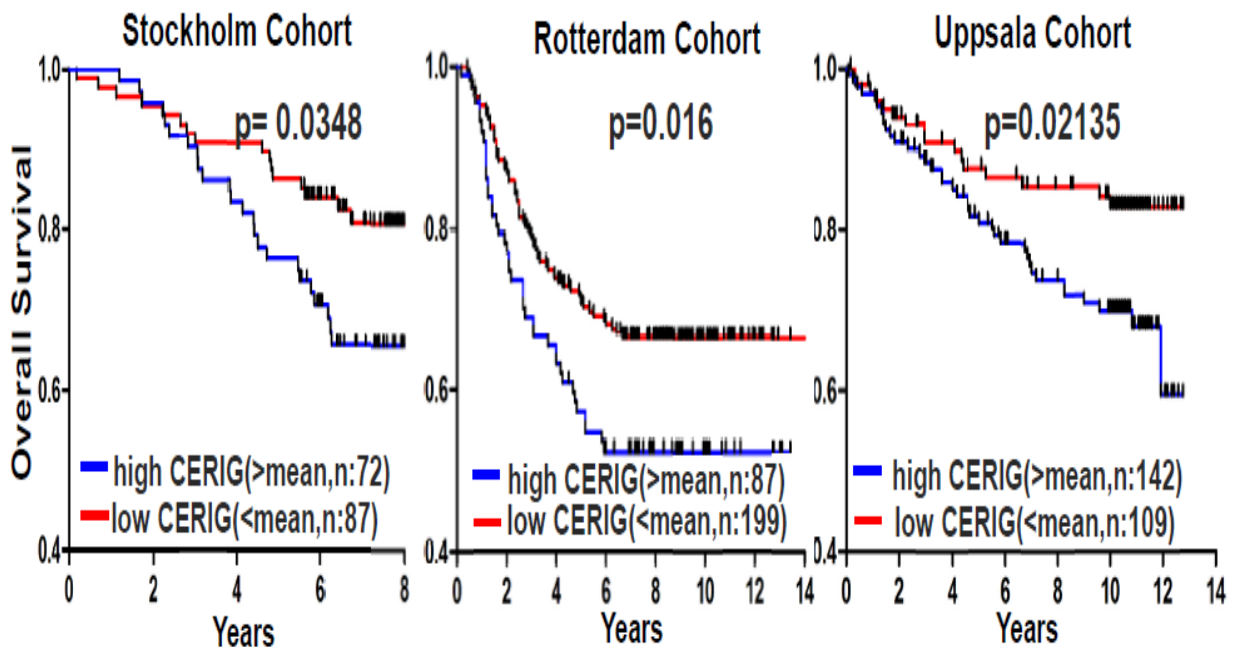 Stockholm Cohort
Rotterdam Cohort
Uppsala Cohort
Overall Survival
1.0
0.8
0.6
0.4
p= 0.0348
high CERIG(>mean,n:72)
low CERIG(<mean,n:87)
0 2 4 6 8
Years
1.0
0.8
0.6
0.4
p=0.016
high CERIG(>mean,n:87)
low CERIG(<mean,n:199)
0 2 4 6 8 10 12 14
Years
1.0
0.8
0.6
0.4
p=0.02135
high CERIG(>mean,n:142)
low CERIG(<mean,n:109)
0 2 4 6 8 10 12 14
Years